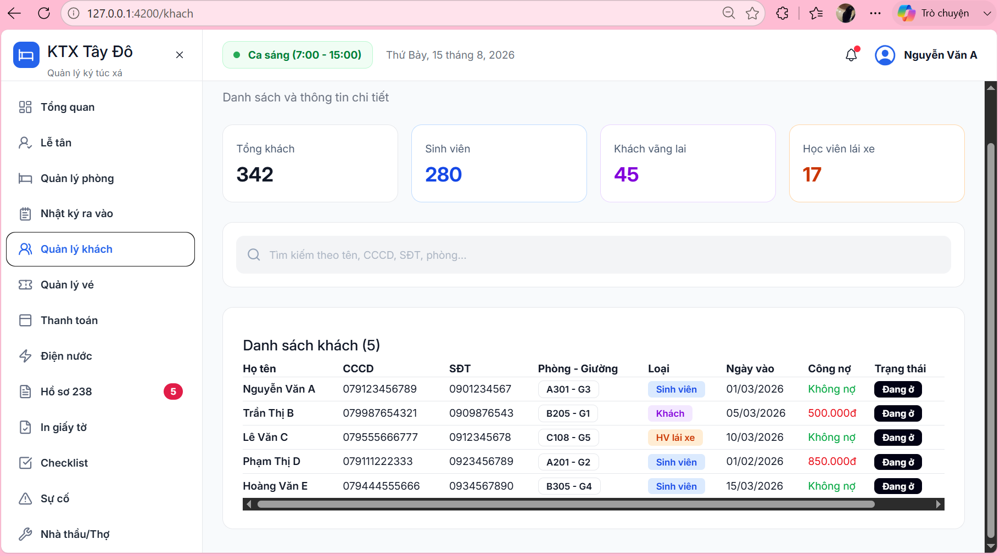 127.0.0.1:4200/khach
Trò chuyện
KTX Tây Đô
Quản lý ký túc xá
Ca sáng (7:00 - 15:00)
Thứ Bảy, 15 tháng 8, 2026
Nguyễn Văn A
Tổng quan
Lễ tân
Quản lý phòng
Nhật ký ra vào
Quản lý khách
Quản lý vé
Thanh toán
Điện nước
Hồ sơ 238 5
In giấy tờ
Checklist
Sự cố
Nhà thầu/Thợ
Danh sách và thông tin chi tiết
Tổng khách
342
Sinh viên
280
Khách vãng lai
45
Học viên lái xe
17
Tìm kiếm theo tên, CCCD, SĐT, phòng...
Danh sách khách (5)
Họ tên CCCD SĐT Phòng - Giường Loại Ngày vào Công nợ Trạng thái
Nguyễn Văn A 079123456789 0901234567 A301 - G3 Sinh viên 01/03/2026 Không nợ Đang ở
Trần Thị B 079987654321 0909876543 B205 - G1 Khách 05/03/2026 500.000đ Đang ở
Lê Văn C 079555666777 0912345678 C108 - G5 HV lái xe 10/03/2026 Không nợ Đang ở
Phạm Thị D 079111222333 0923456789 A201 - G2 Sinh viên 01/02/2026 850.000đ Đang ở
Hoàng Văn E 079444555666 0934567890 B305 - G4 Sinh viên 15/03/2026 Không nợ Đang ở